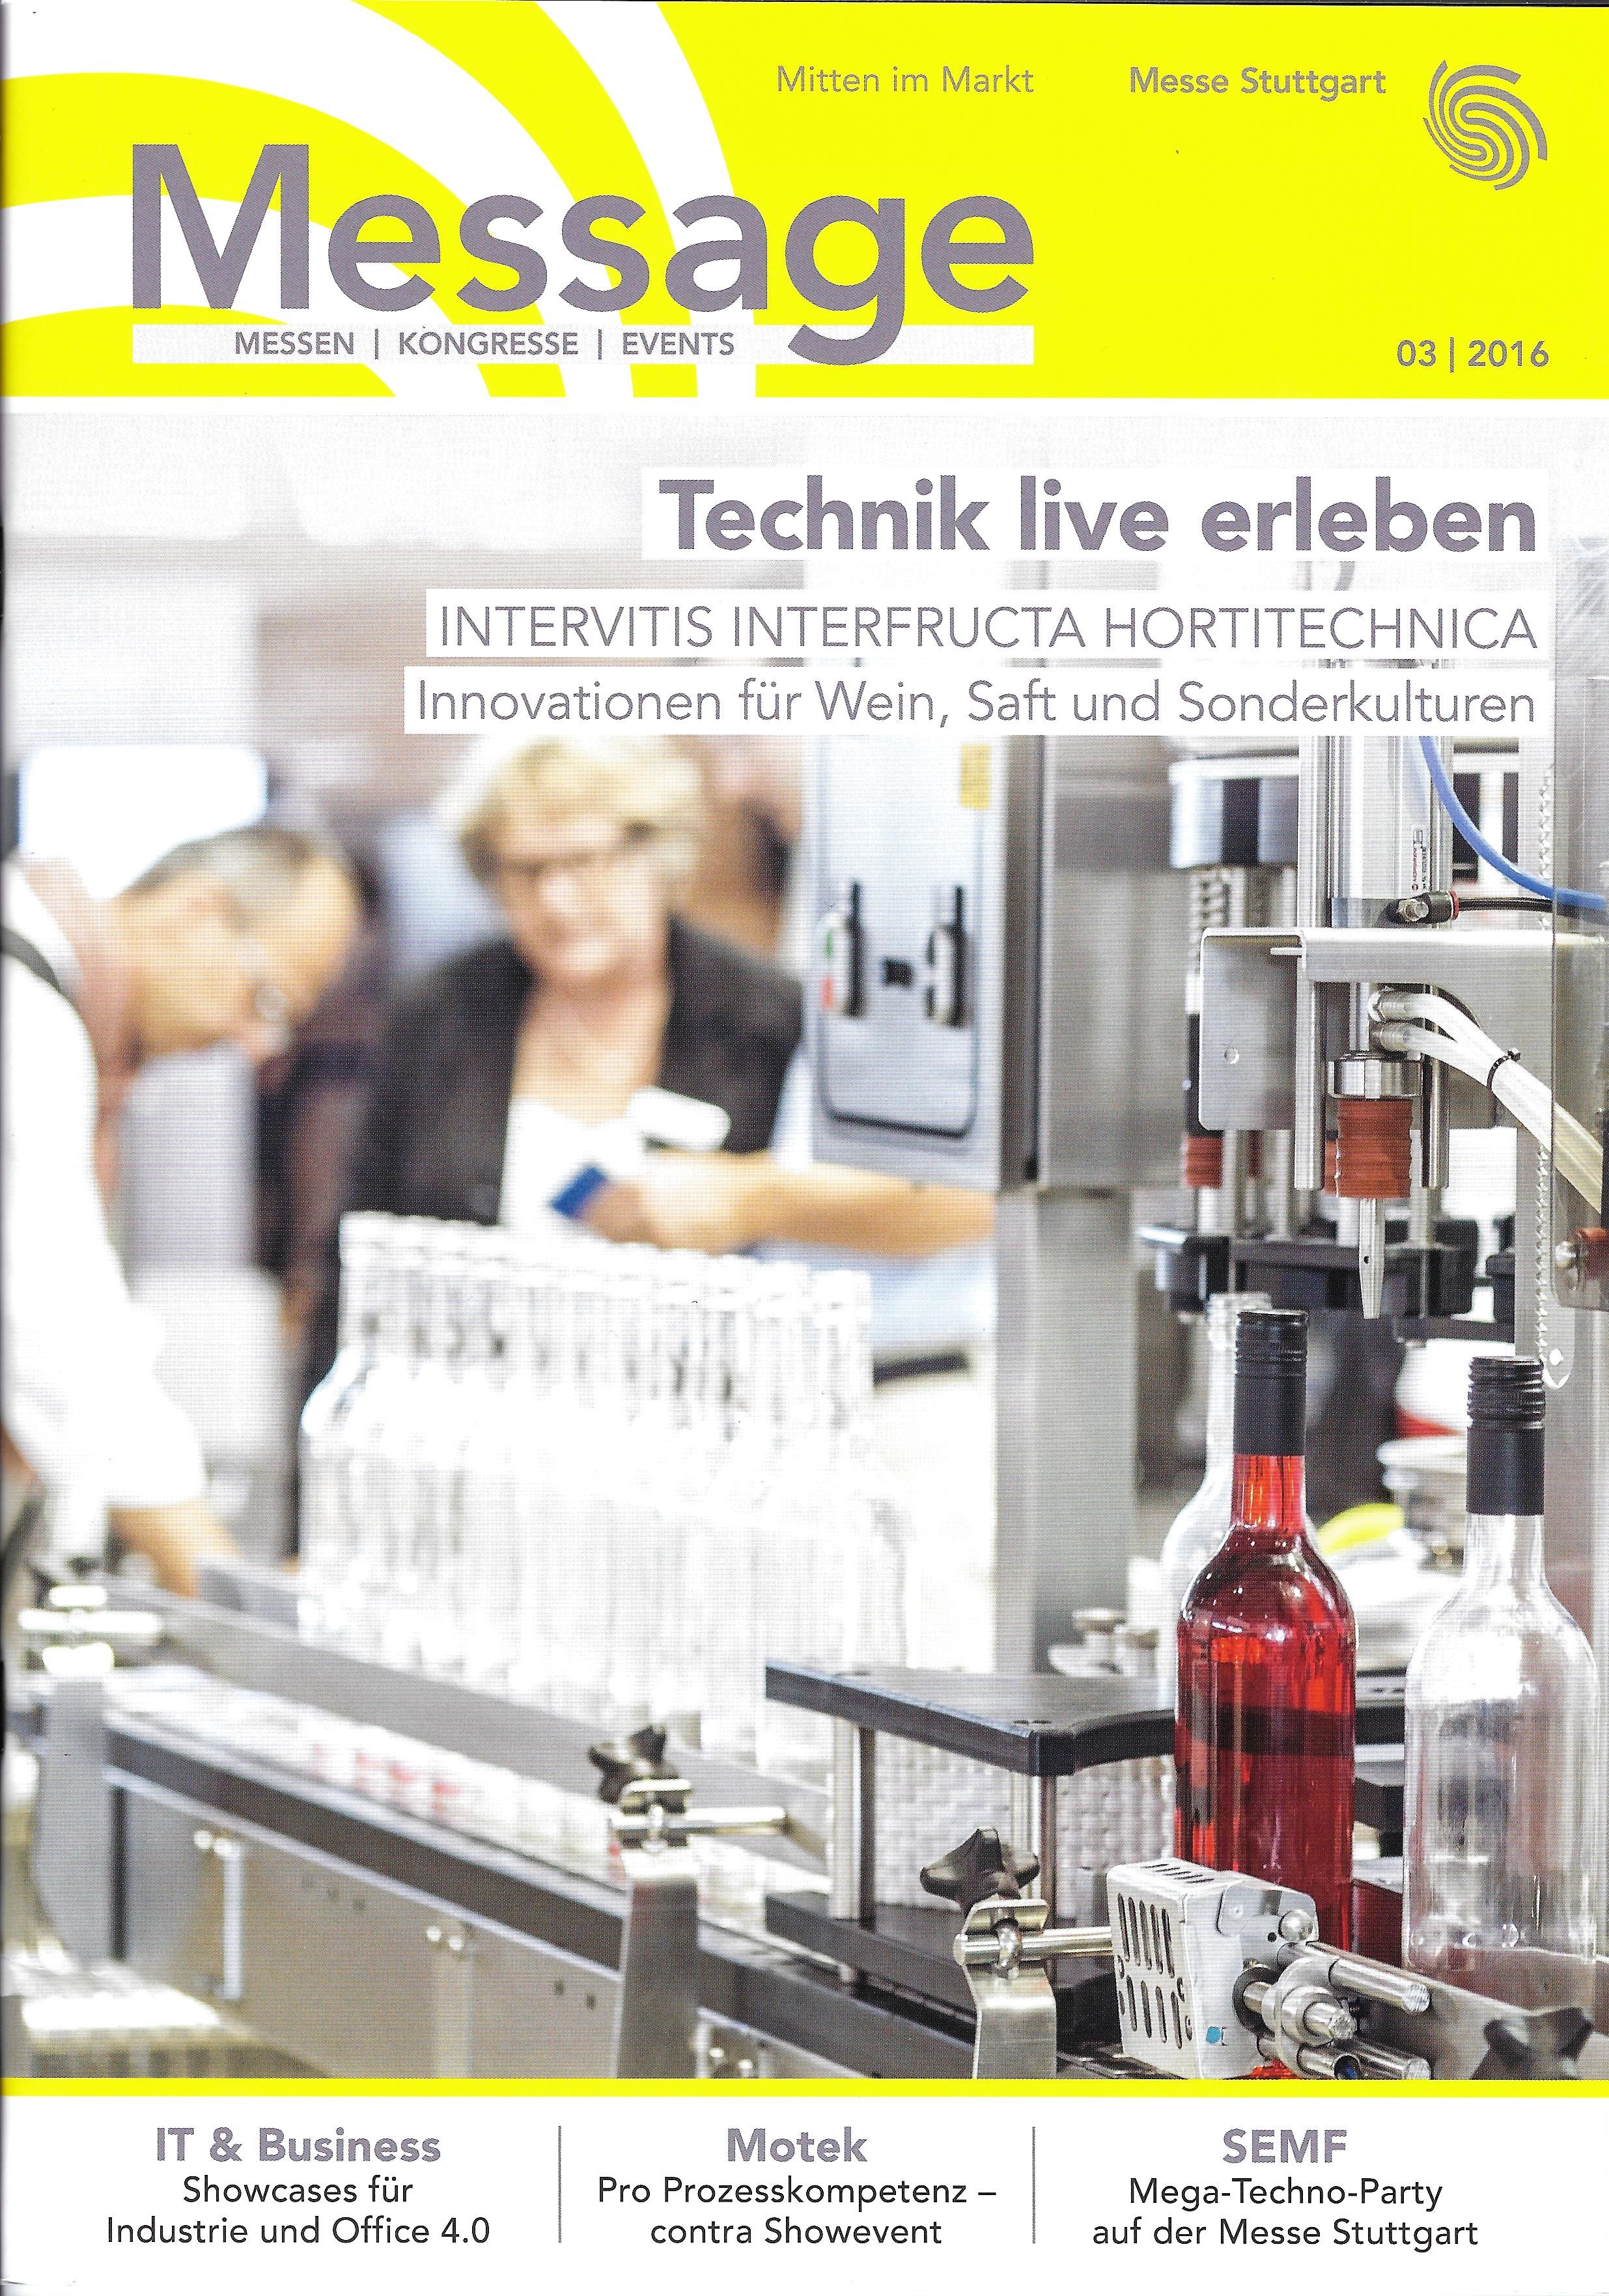 Mitten im Markt
Messe Stuttgart
Message
MESSEN | KONGRESSE | EVENTS
03 | 2016
Technik live erleben
INTERVITIS INTERFRUCTA HORTITECHNICA
Innovationen für Wein, Saft und Sonderkulturen
IT & Business
Showcases für
Industrie und Office 4.0
Motek
Pro Prozesskompetenz –
contra Showevent
SEMF
Mega-Techno-Party
auf der Messe Stuttgart